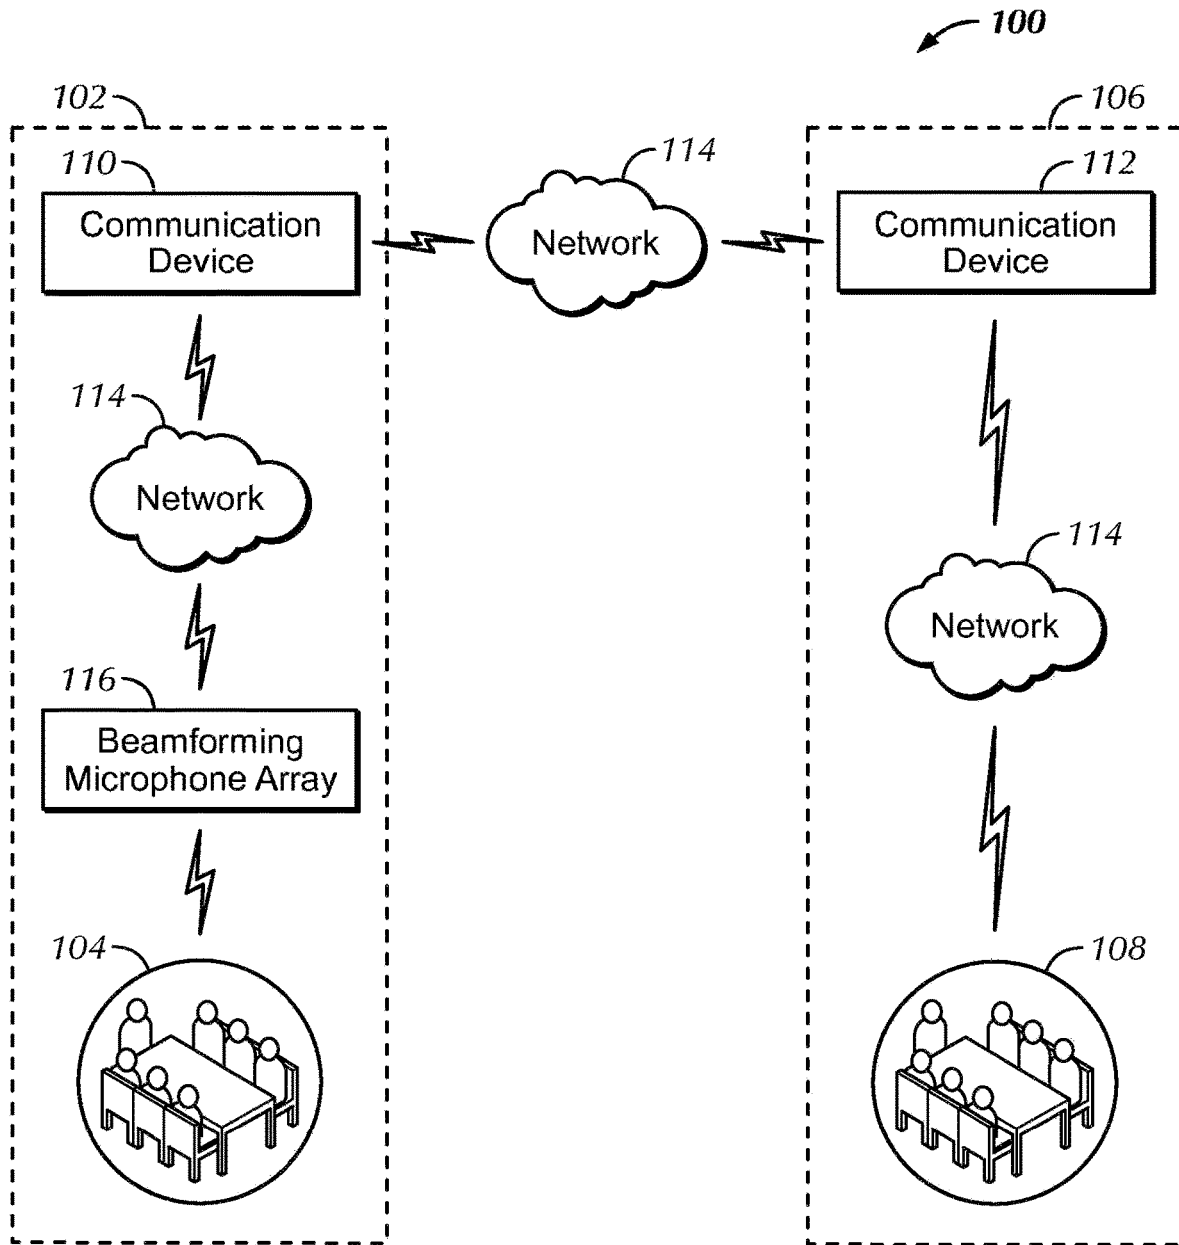 100
102
106
110
114
112
Communication
Device
Network
Communication
Device
114
Network
114
Network
116
Beamforming
Microphone Array
104
108